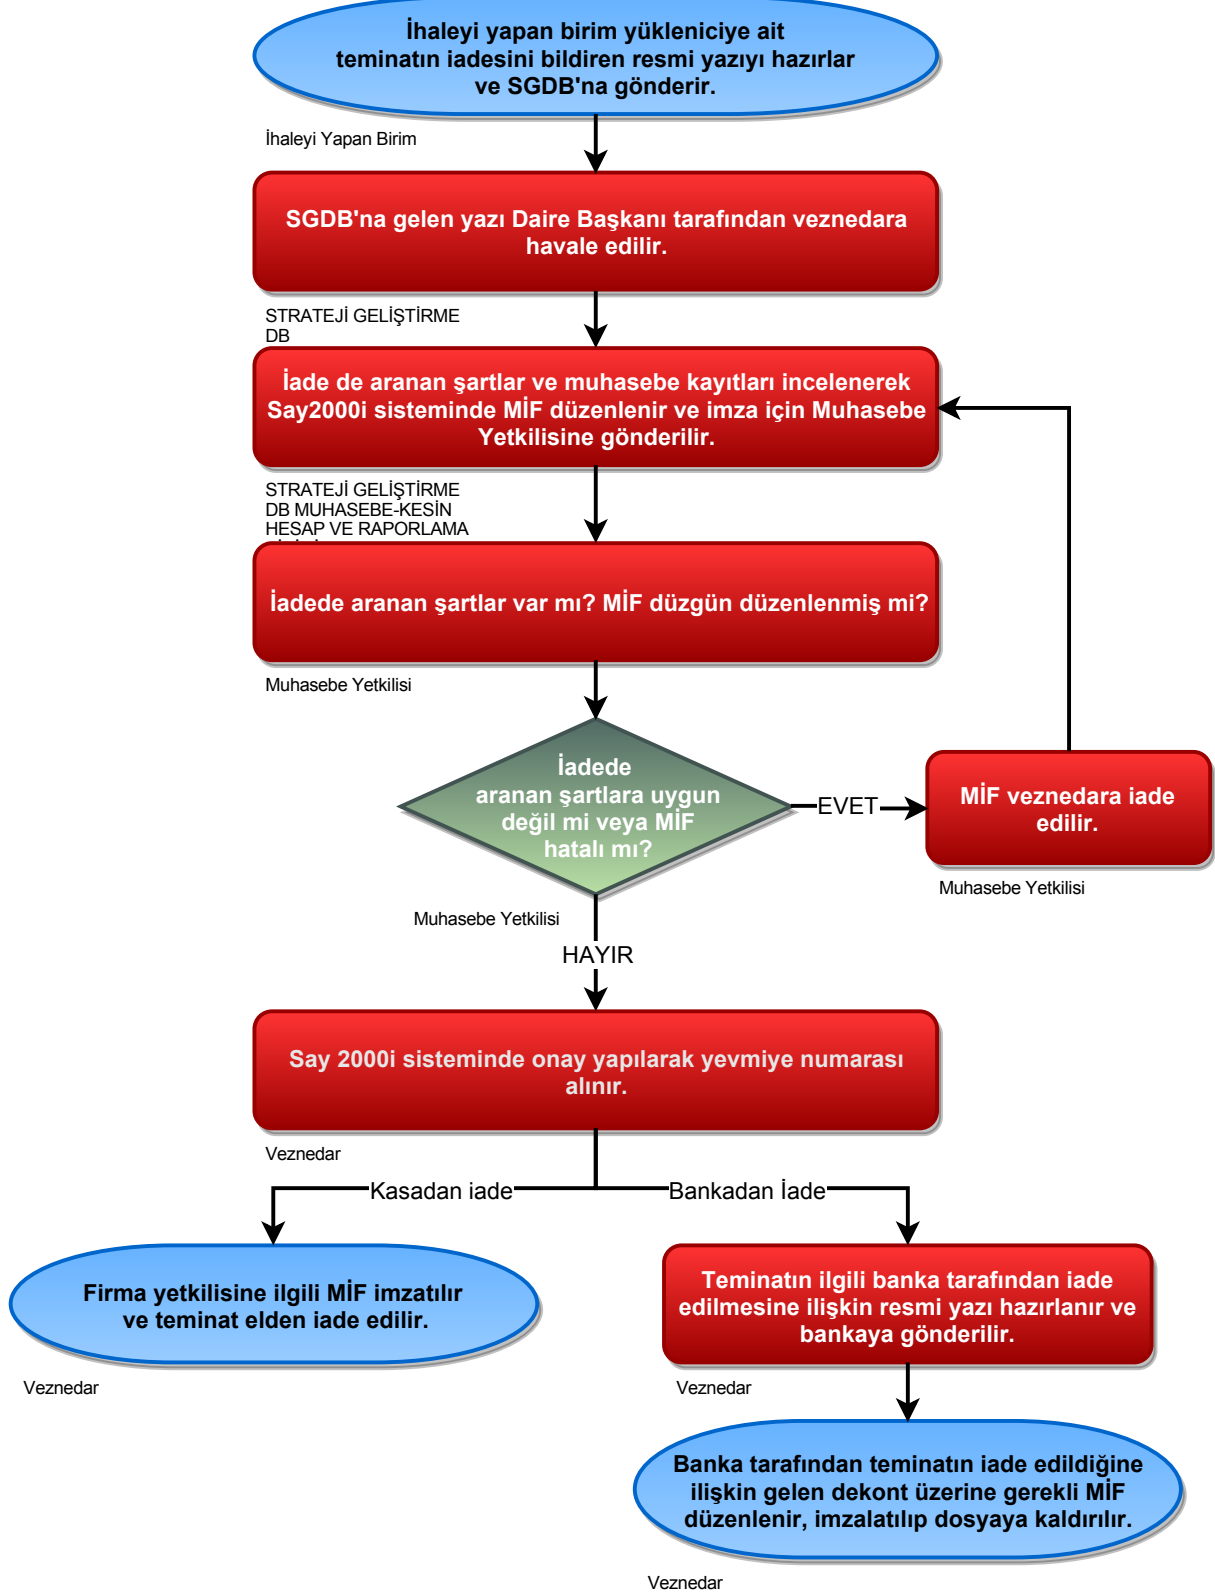 İhaleyi yapan birim yükleniciye ait
teminatın iadesini bildiren resmi yazıyı hazırlar
ve SGDB'na gönderir.
İhaleyi Yapan Birim
SGDB'na gelen yazı Daire Başkanı tarafından veznedara
havale edilir.
STRATEJİ GELİŞTİRME
DB
İade de aranan şartlar ve muhasebe kayıtları incelenerek
Say2000i sisteminde MİF düzenlenir ve imza için Muhasebe
Yetkilisine gönderilir.
STRATEJİ GELİŞTİRME
DB MUHASEBE-KESİN
HESAP VE RAPORLAMA
İadede aranan şartlar var mı? MİF düzgün düzenlenmiş mi?
Muhasebe Yetkilisi
İadede
aranan şartlara uygun
değil mi veya MİF
hatalı mı?
EVET
MİF veznedara iade
edilir.
Muhasebe Yetkilisi
Muhasebe Yetkilisi
HAYIR
Say 2000i sisteminde onay yapılarak yevmiye numarası
alınır.
Veznedar
Kasadan iade
Bankadan İade
Firma yetkilisine ilgili MİF imzatılır
ve teminat elden iade edilir.
Veznedar
Teminatın ilgili banka tarafından iade
edilmesine ilişkin resmi yazı hazırlanır ve
bankaya gönderilir.
Veznedar
Banka tarafından teminatın iade edildiğine
ilişkin gelen dekont üzerine gerekli MİF
düzenlenir, imzalatılıp dosyaya kaldırılır.
Veznedar